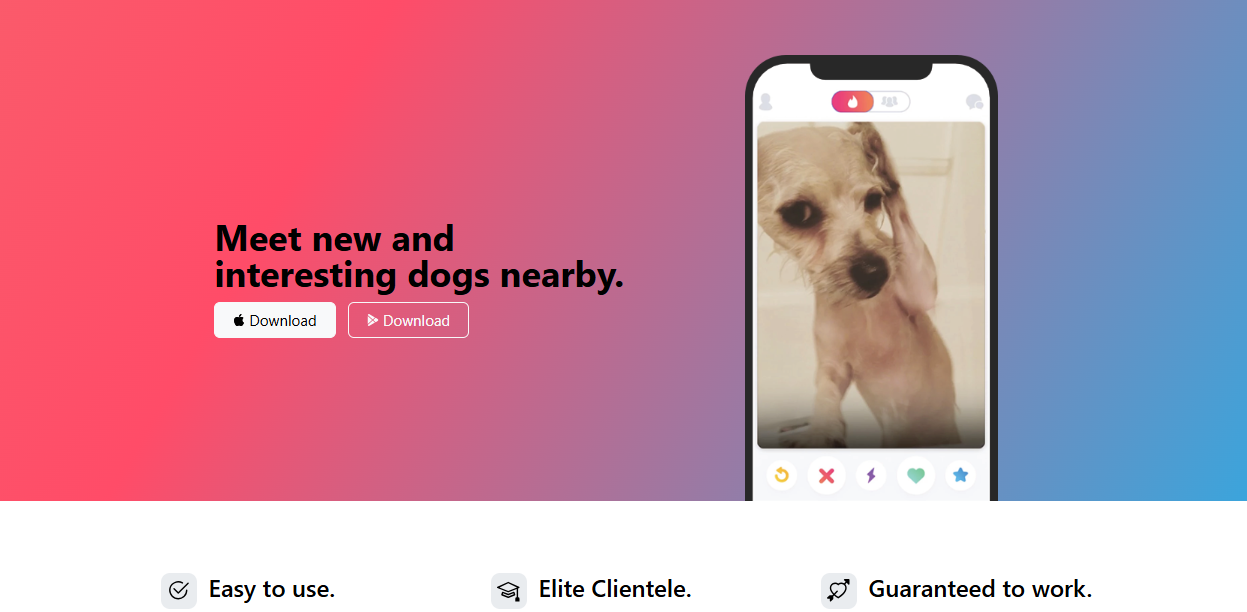 Meet new and
interesting dogs nearby.
Download
Download
Easy to use.
Elite Clientele.
Guaranteed to work.